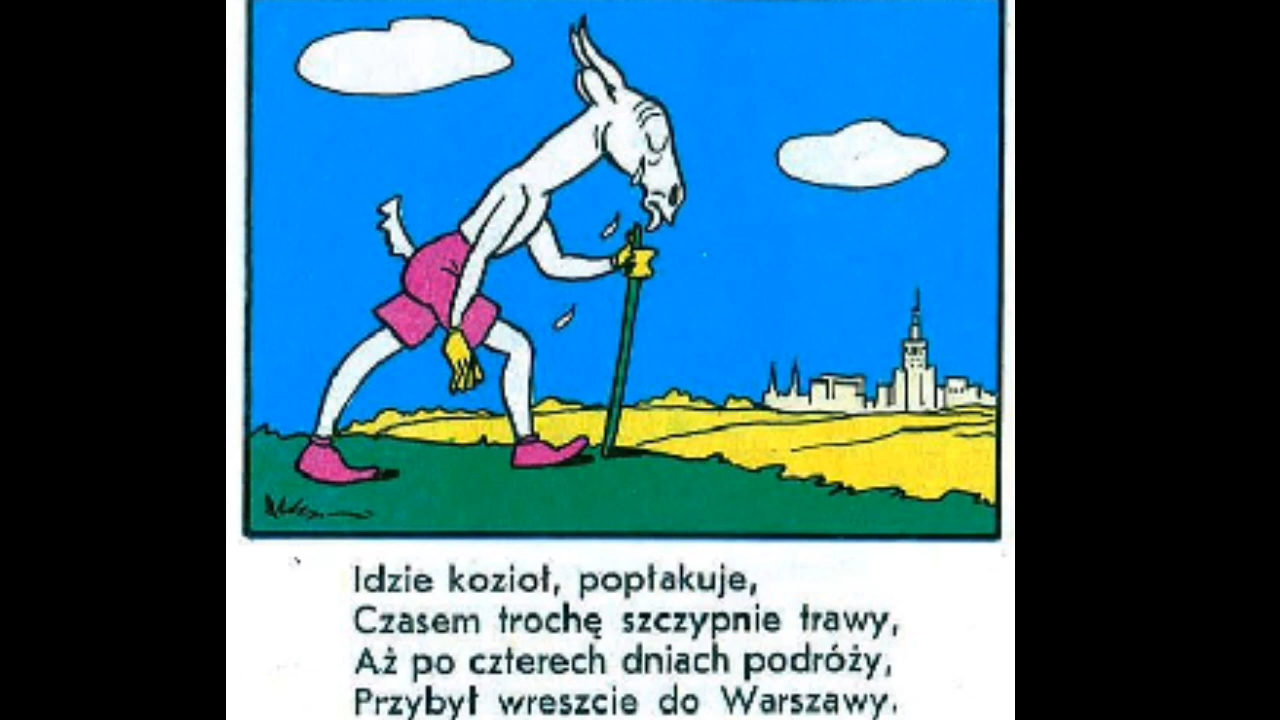 Idzie kozioł, popłakuje,
Czasem trochę szczypnie trawy,
Aż po czterech dniach podróży,
Przybył wreszcie do Warszawy.